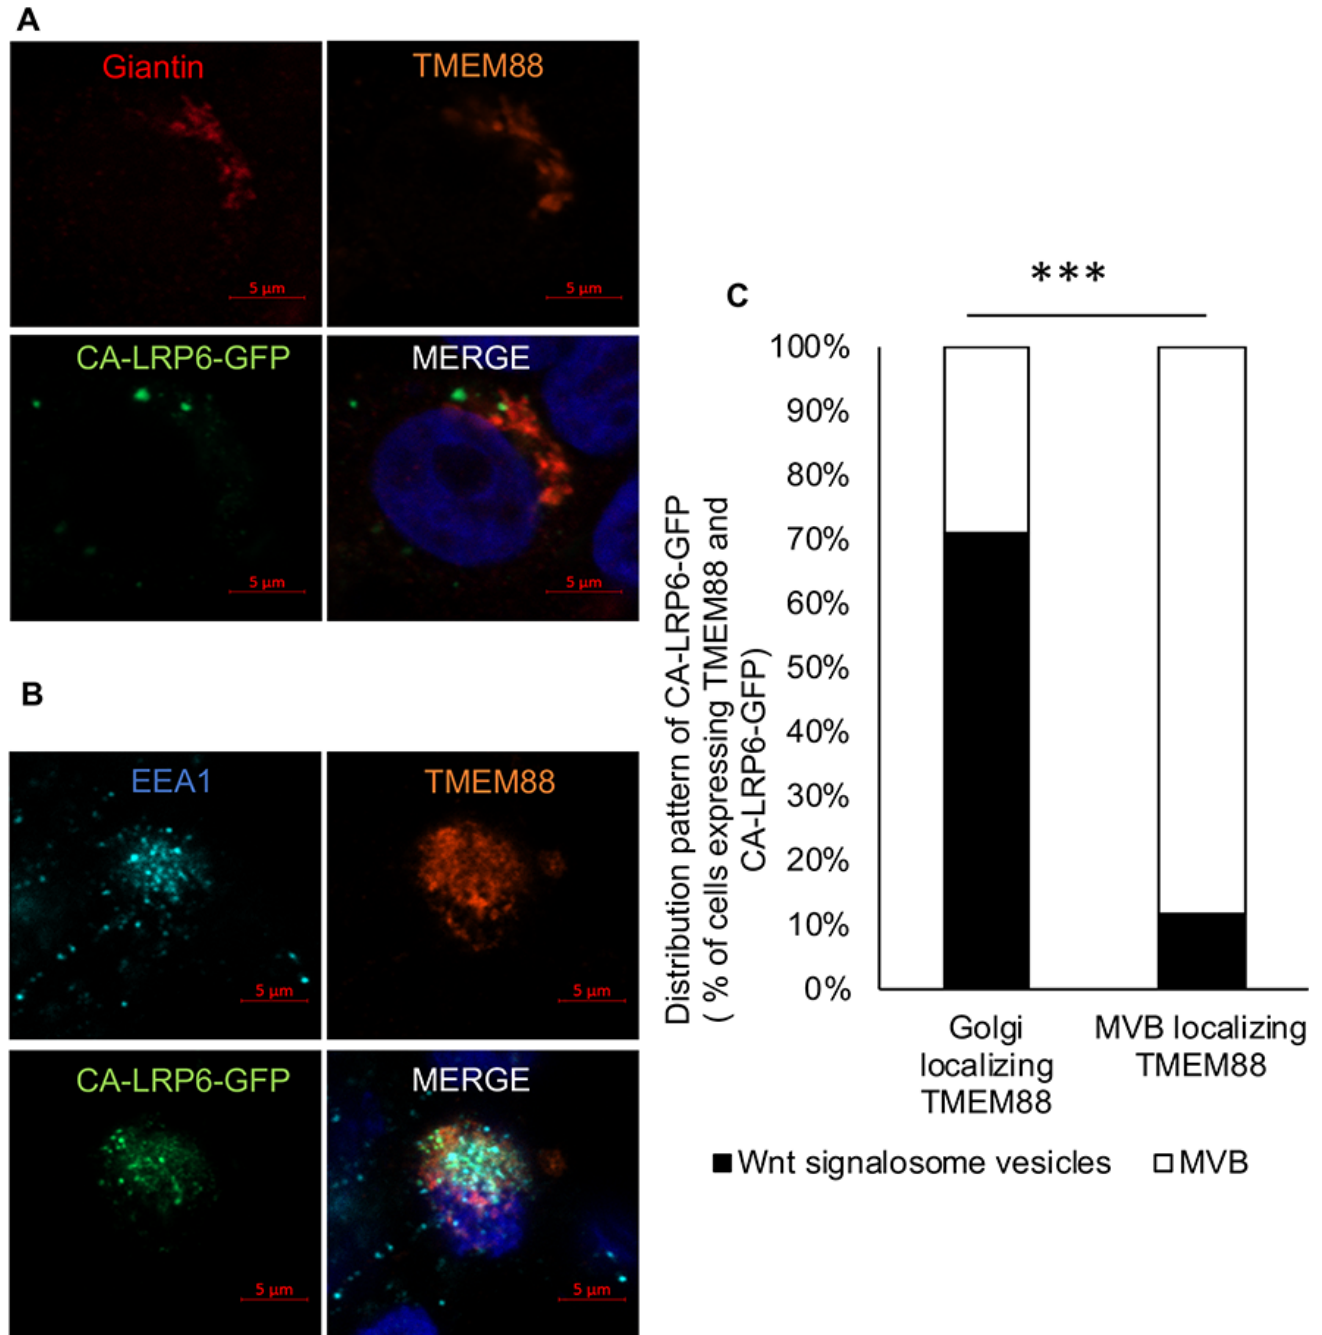 A
Giantin
TMEM88
5 μm
5 μm
CA-LRP6-GFP
MERGE
5 μm
5 μm
B
EEA1
TMEM88
5 μm
5 μm
CA-LRP6-GFP
MERGE
5 μm
5 μm
C
***
Distribution pattern of CA-LRP6-GFP
( % of cells expressing TMEM88 and
CA-LRP6-GFP)
100%
90%
80%
70%
60%
50%
40%
30%
20%
10%
0%
Golgi
localizing
TMEM88
MVB localizing
TMEM88
Wnt signalosome vesicles
MVB